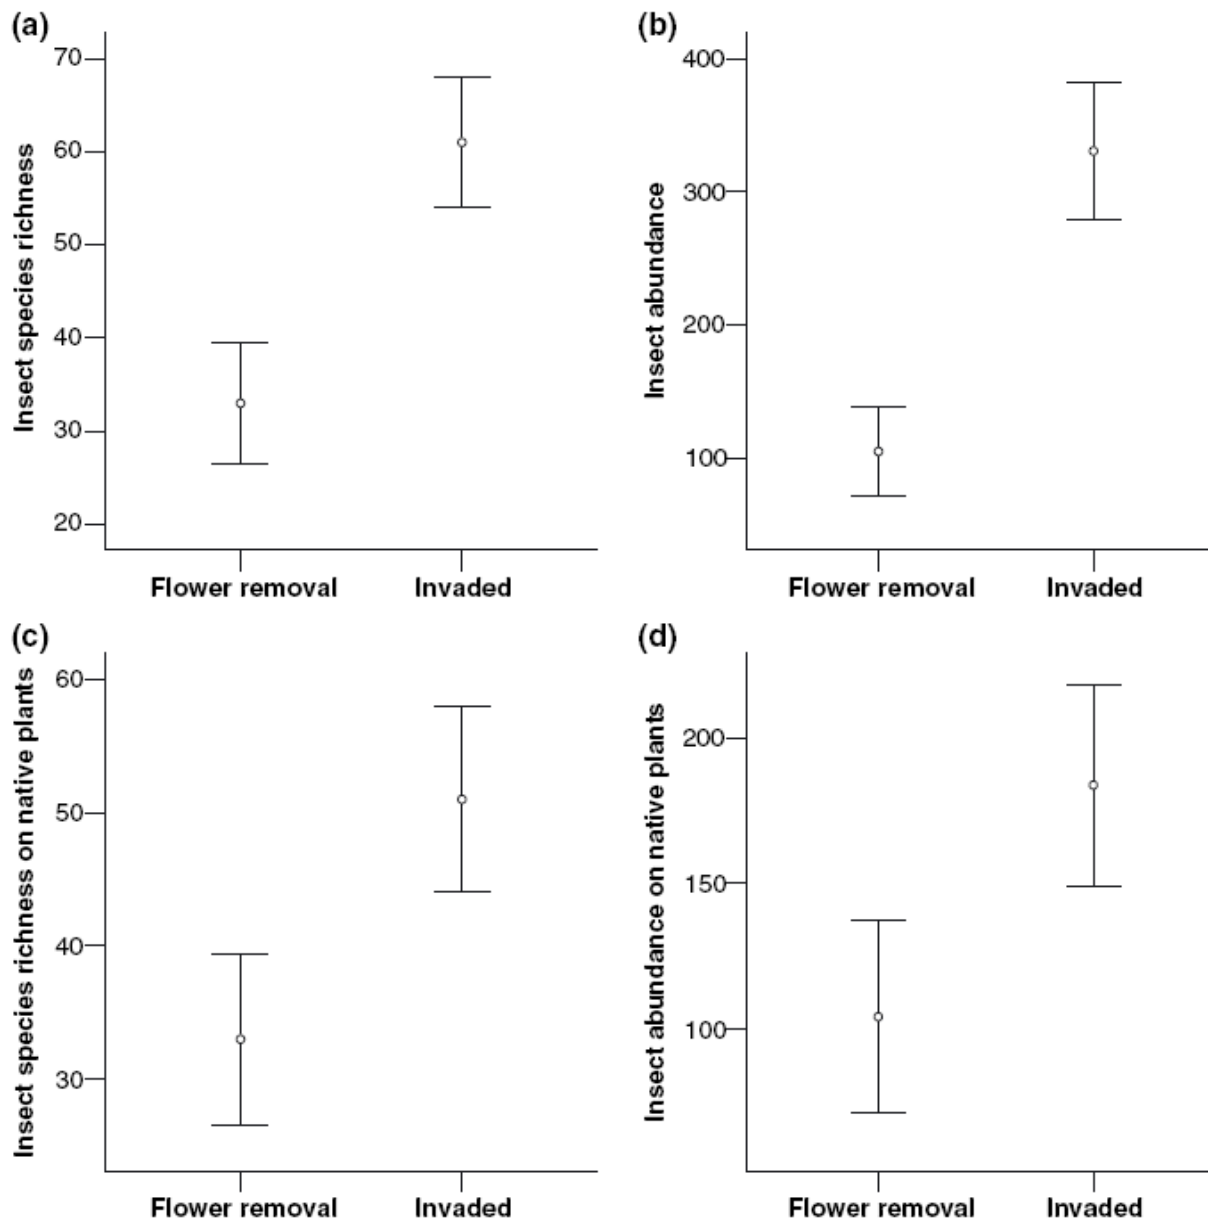 (a)
Insect species richness
70
60
50
40
30
20
Flower removal Invaded
(b)
Insect abundance
400
300
200
100
Flower removal Invaded
(c)
Insect species richness on native plants
60
50
40
30
Flower removal Invaded
(d)
Insect abundance on native plants
200
150
100
Flower removal Invaded